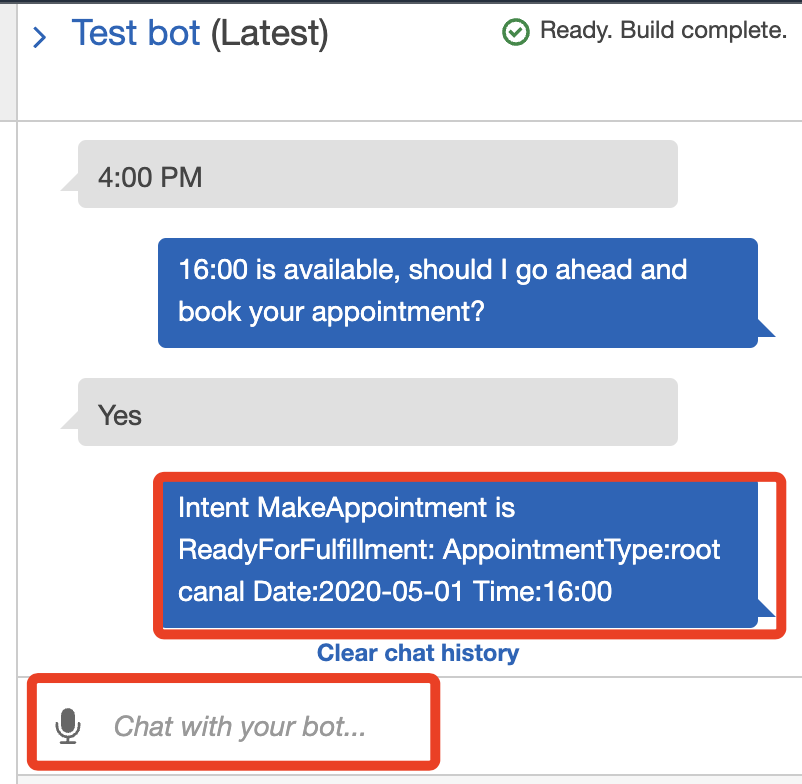 Test bot (Latest)
Ready. Build complete.
4:00 PM
16:00 is available, should I go ahead and
book your appointment?
Yes
Intent MakeAppointment is
ReadyForFulfillment: AppointmentType:root
canal Date:2020-05-01 Time:16:00
Clear chat history
Chat with your bot...